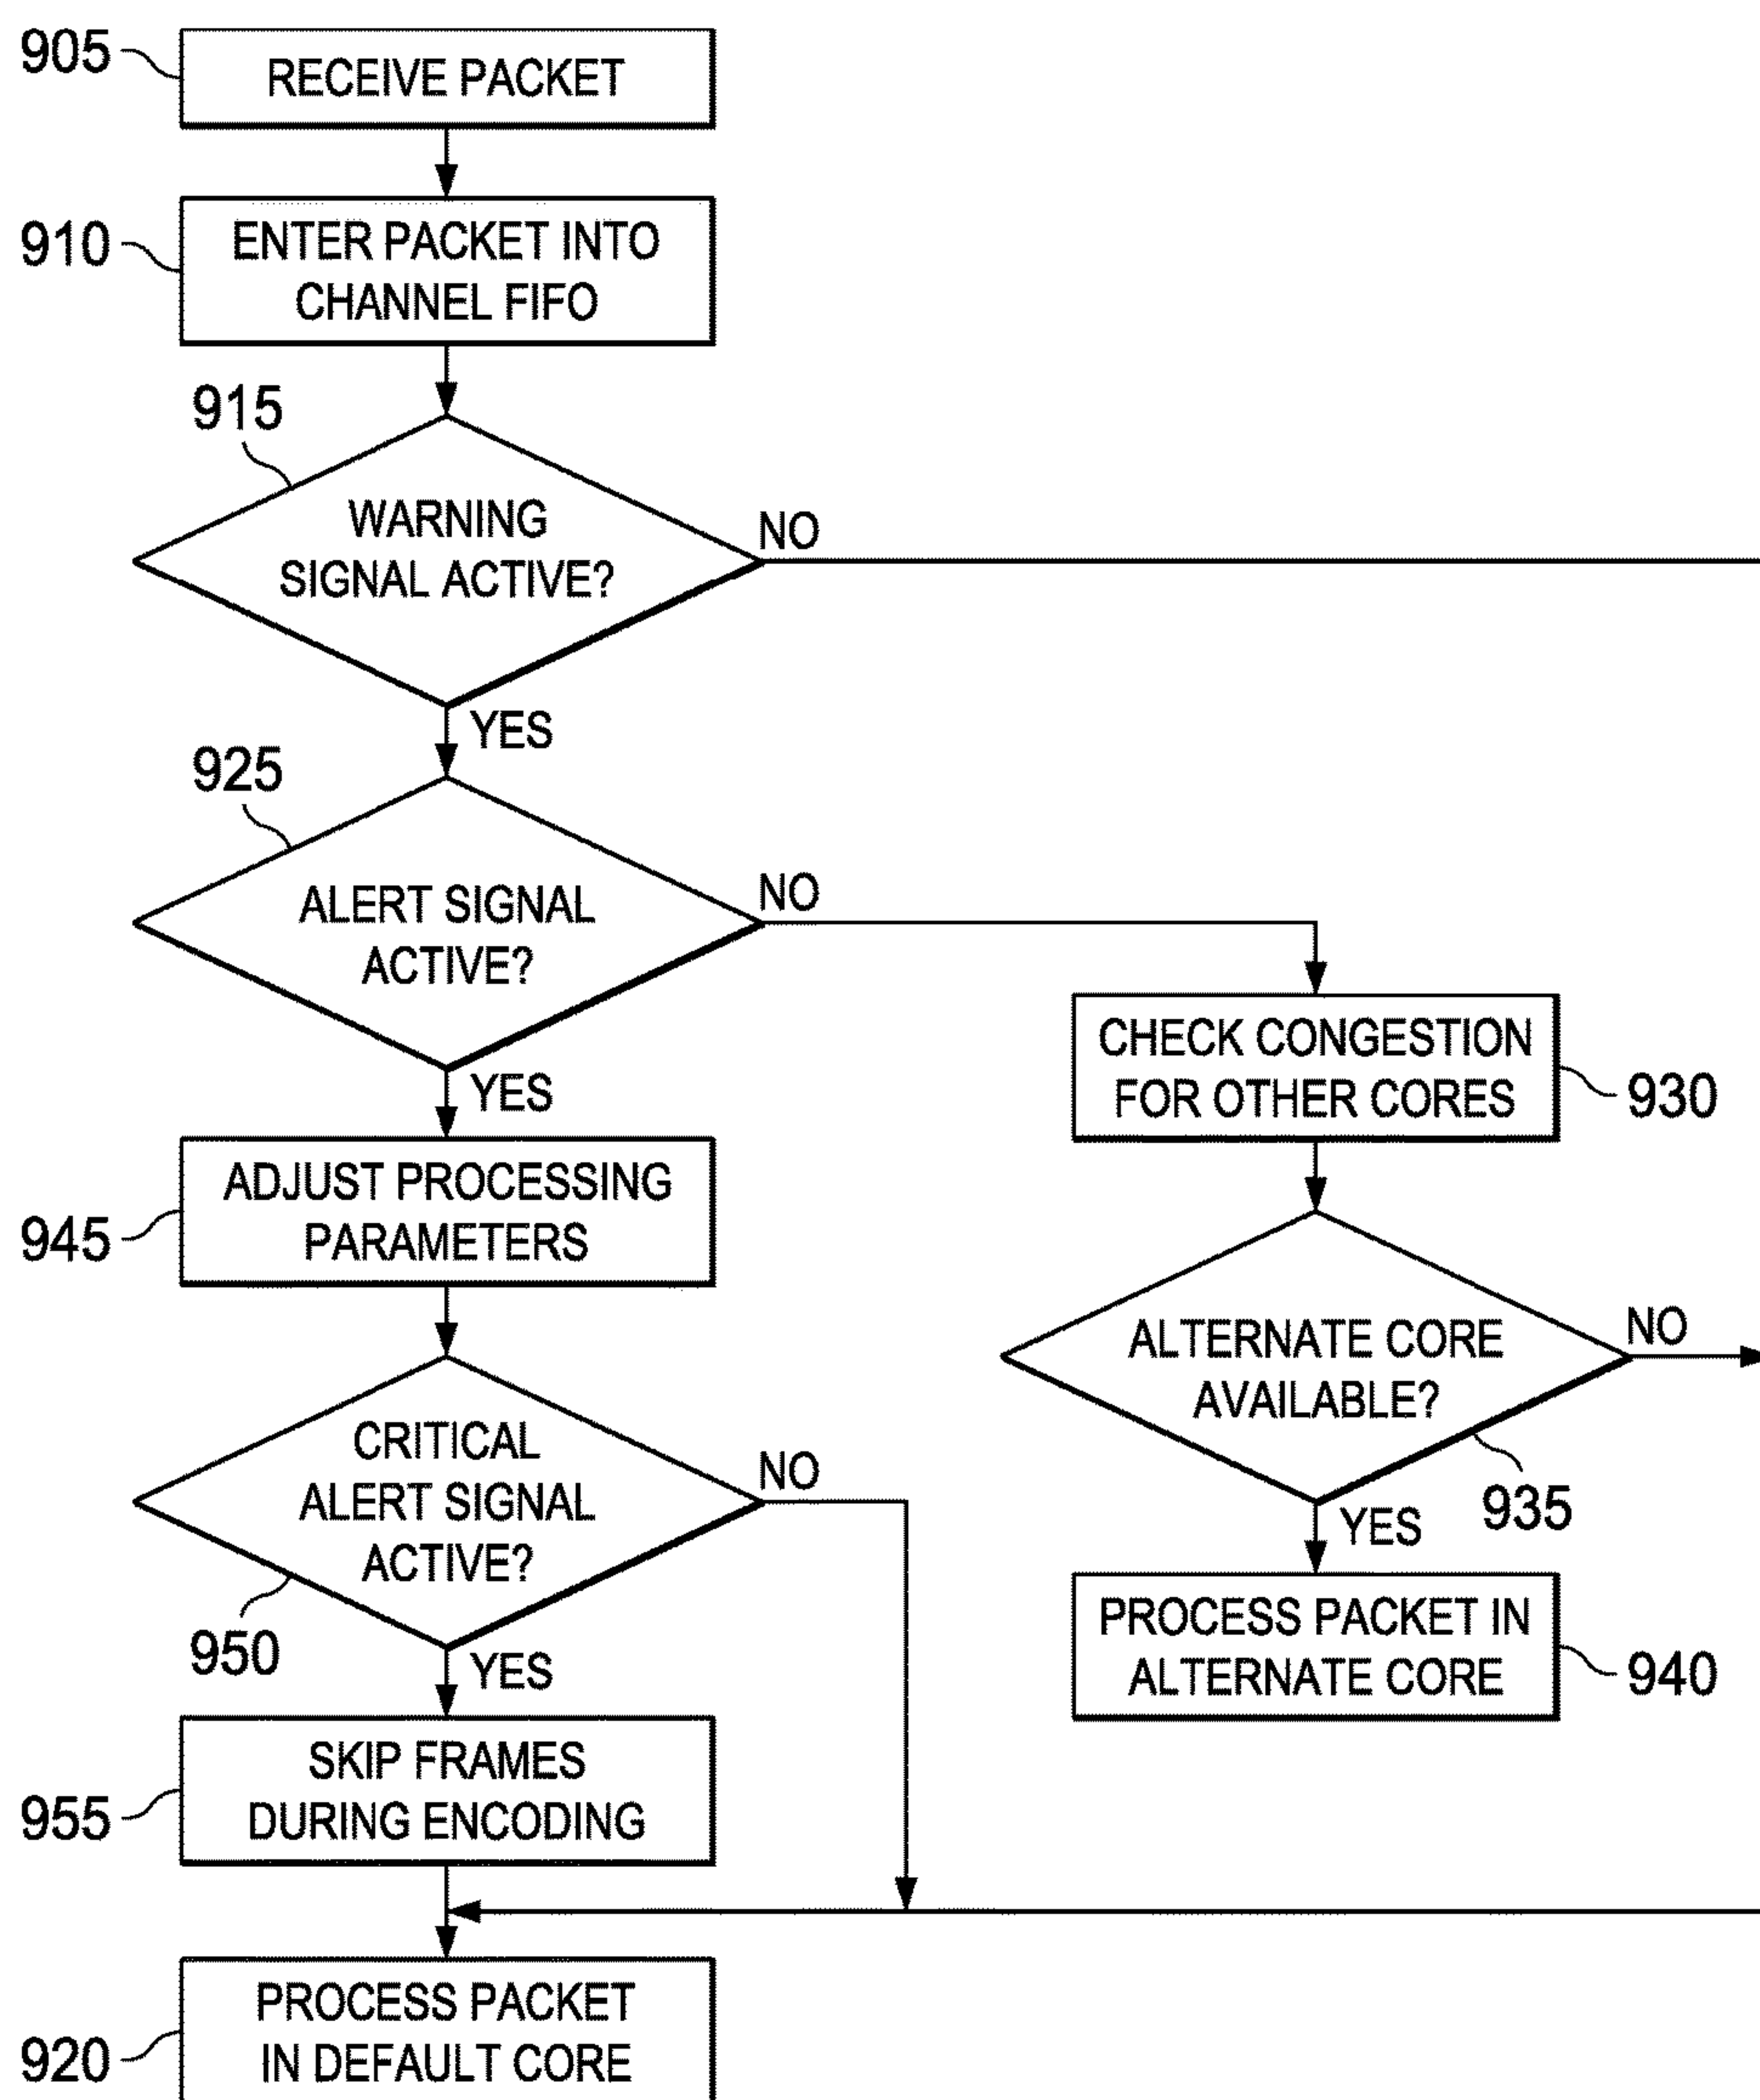 905
RECEIVE PACKET
910
ENTER PACKET INTO
CHANNEL FIFO
915
WARNING
SIGNAL ACTIVE?
NO
YES
925
ALERT SIGNAL
ACTIVE?
NO
YES
CHECK CONGESTION
FOR OTHER CORES
930
945
ADJUST PROCESSING
PARAMETERS
ALTERNATE CORE
AVAILABLE?
NO
935
YES
CRITICAL
ALERT SIGNAL
ACTIVE?
NO
950
YES
PROCESS PACKET IN
ALTERNATE CORE
940
955
SKIP FRAMES
DURING ENCODING
920
PROCESS PACKET
IN DEFAULT CORE